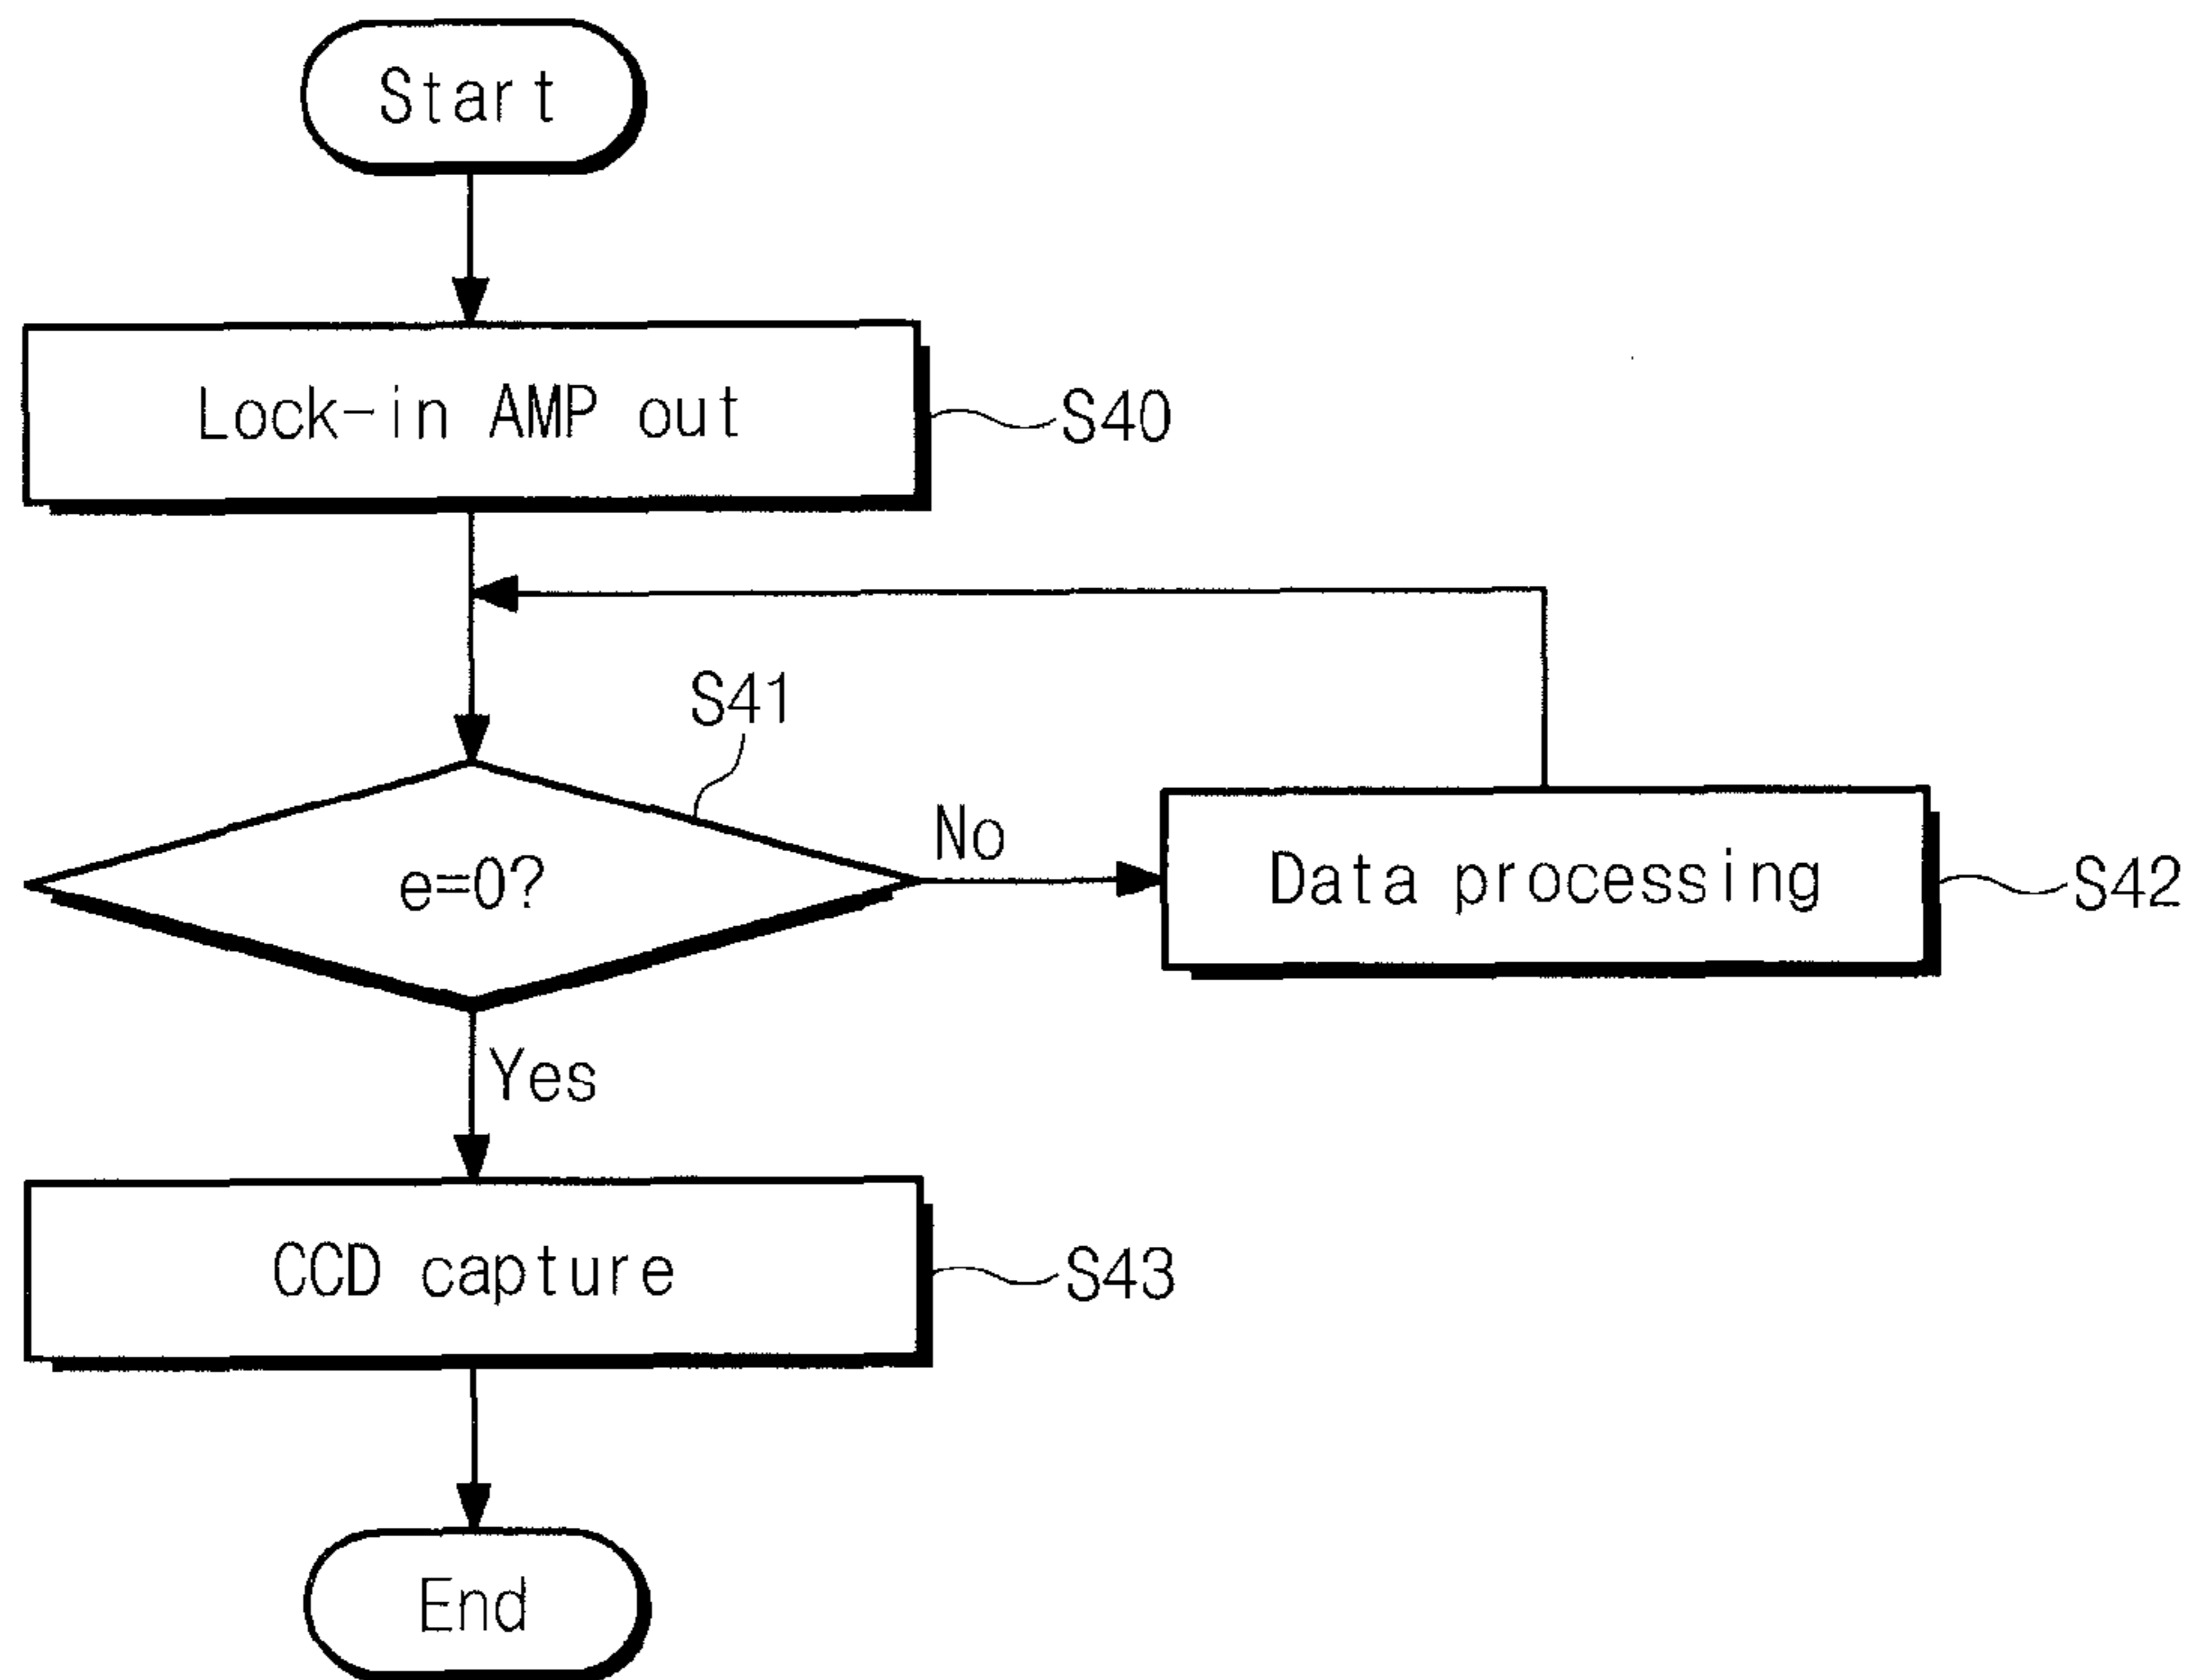 Start
Lock-in AMP out
S40
S41
e=0?
No
Data processing
S42
Yes
CCD capture
S43
End